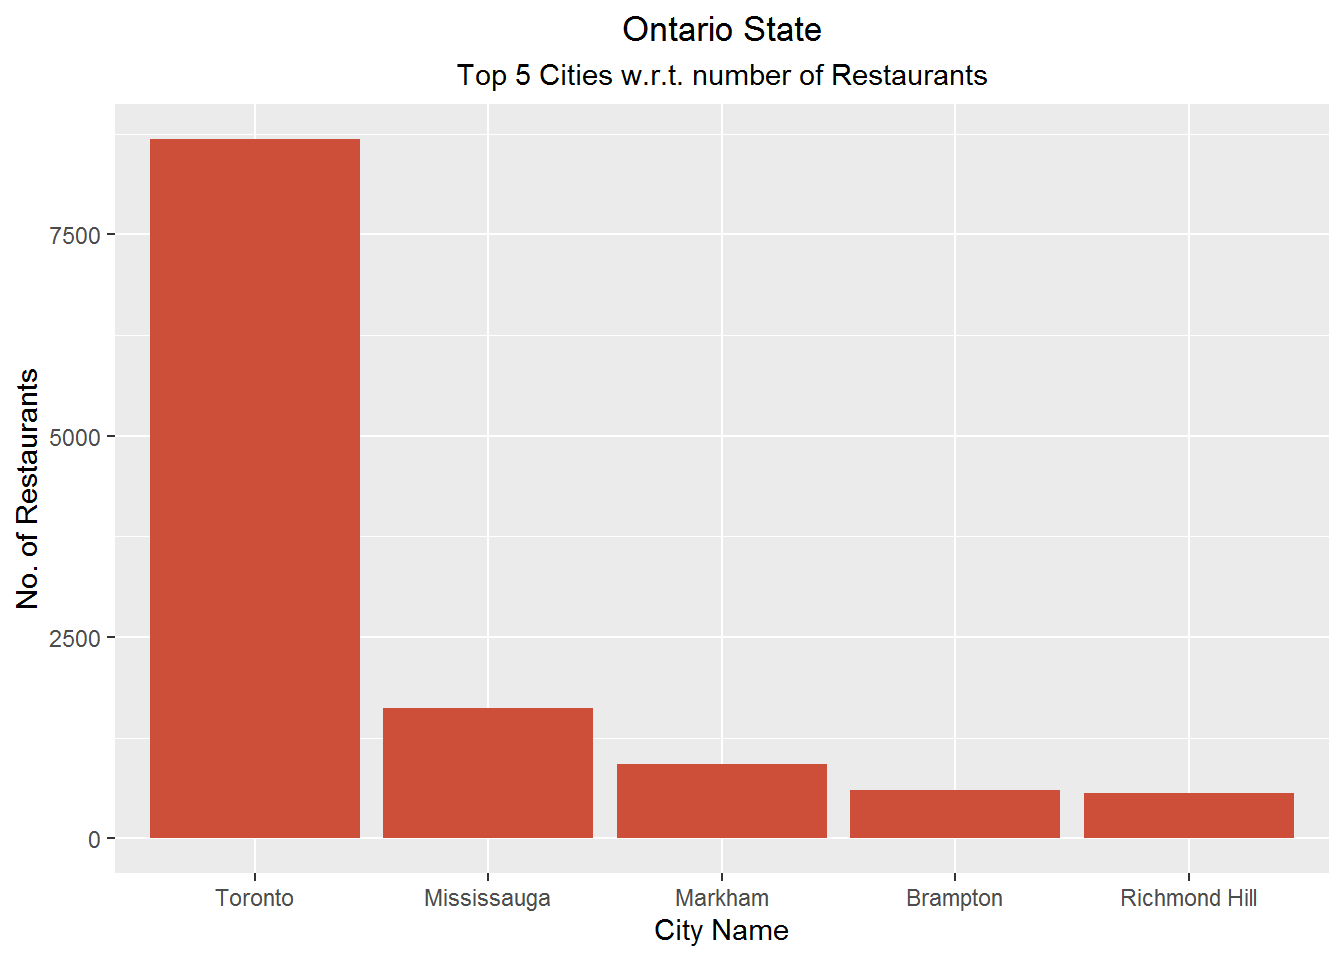 Ontario State
Top 5 Cities w.r.t. number of Restaurants
No. of Restaurants
7500
5000
2500
0
Toronto Mississauga Markham Brampton Richmond Hill
City Name